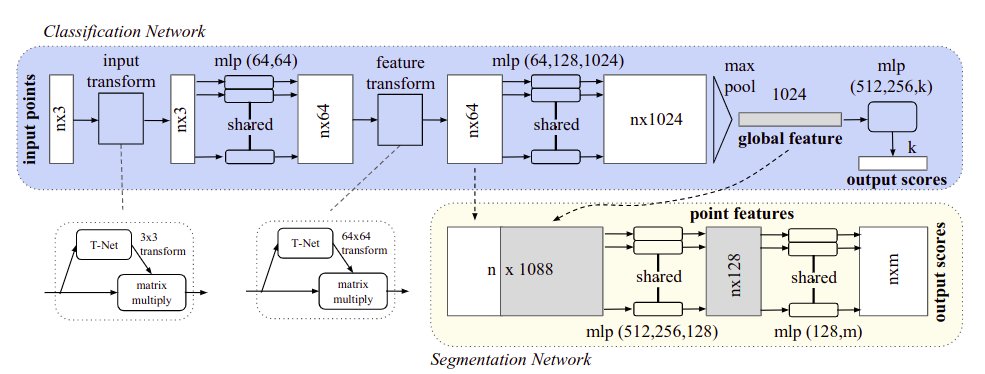 Classification Network
input points
nx3
input
transform
nx3
mlp (64,64)
shared
nx64
feature
transform
nx64
mlp (64,128,1024)
shared
nx1024
max
pool
1024
global feature
mlp
(512,256,k)
k
output scores
T-Net
3x3
transform
matrix
multiply
T-Net
64x64
transform
matrix
multiply
point features
n x 1088
shared
mlp (512,256,128)
nx128
shared
mlp (128,m)
nxm
output scores
Segmentation Network